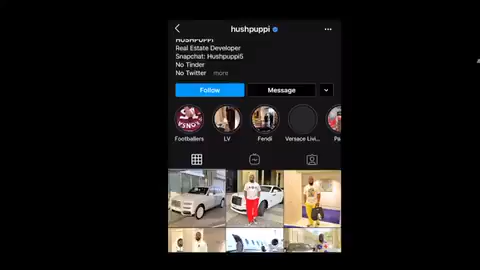 hushpuppi
HUSHPUPPI
Real Estate Developer
Snapchat: Hushpuppi5
No Tinder
No Twitter more
Follow
Message
Footballers
LV
Fendi
Versace Livi...